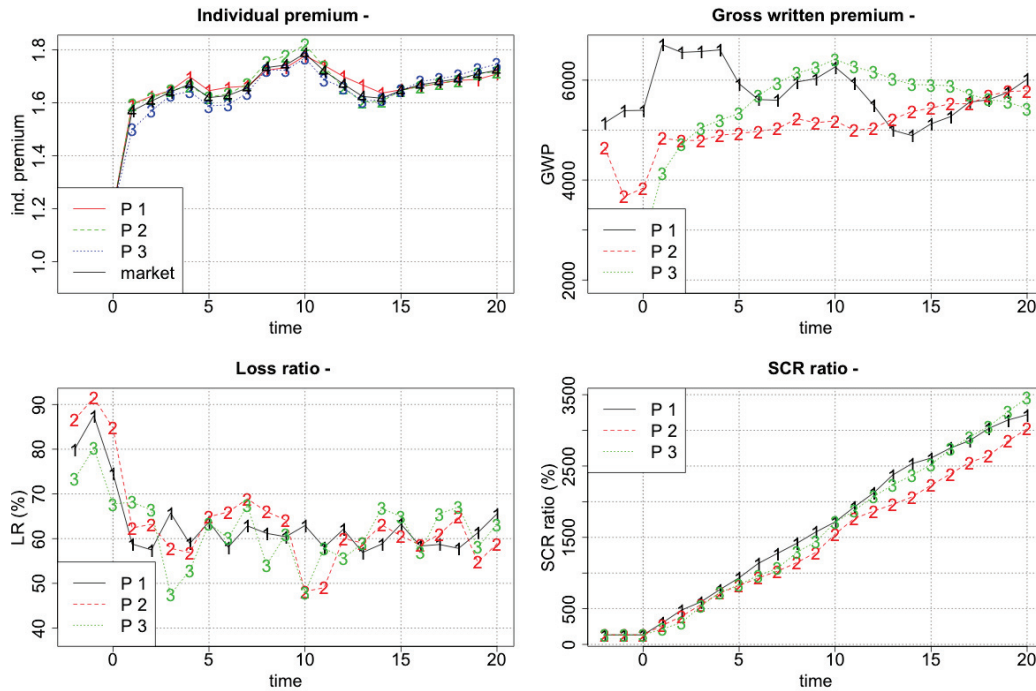 Individual premium -
ind. premium
1.0 1.2 1.4 1.6 1.8
P 1
P 2
P 3
market
0 5 10 15 20
time
Gross written premium -
GWP
2000 4000 6000
P 1
P 2
P 3
0 5 10 15 20
time
Loss ratio -
LR (%)
40 50 60 70 80 90
P 1
P 2
P 3
0 5 10 15 20
time
SCR ratio -
SCR ratio (%)
0 500 1500 2500 3500
P 1
P 2
P 3
0 5 10 15 20
time